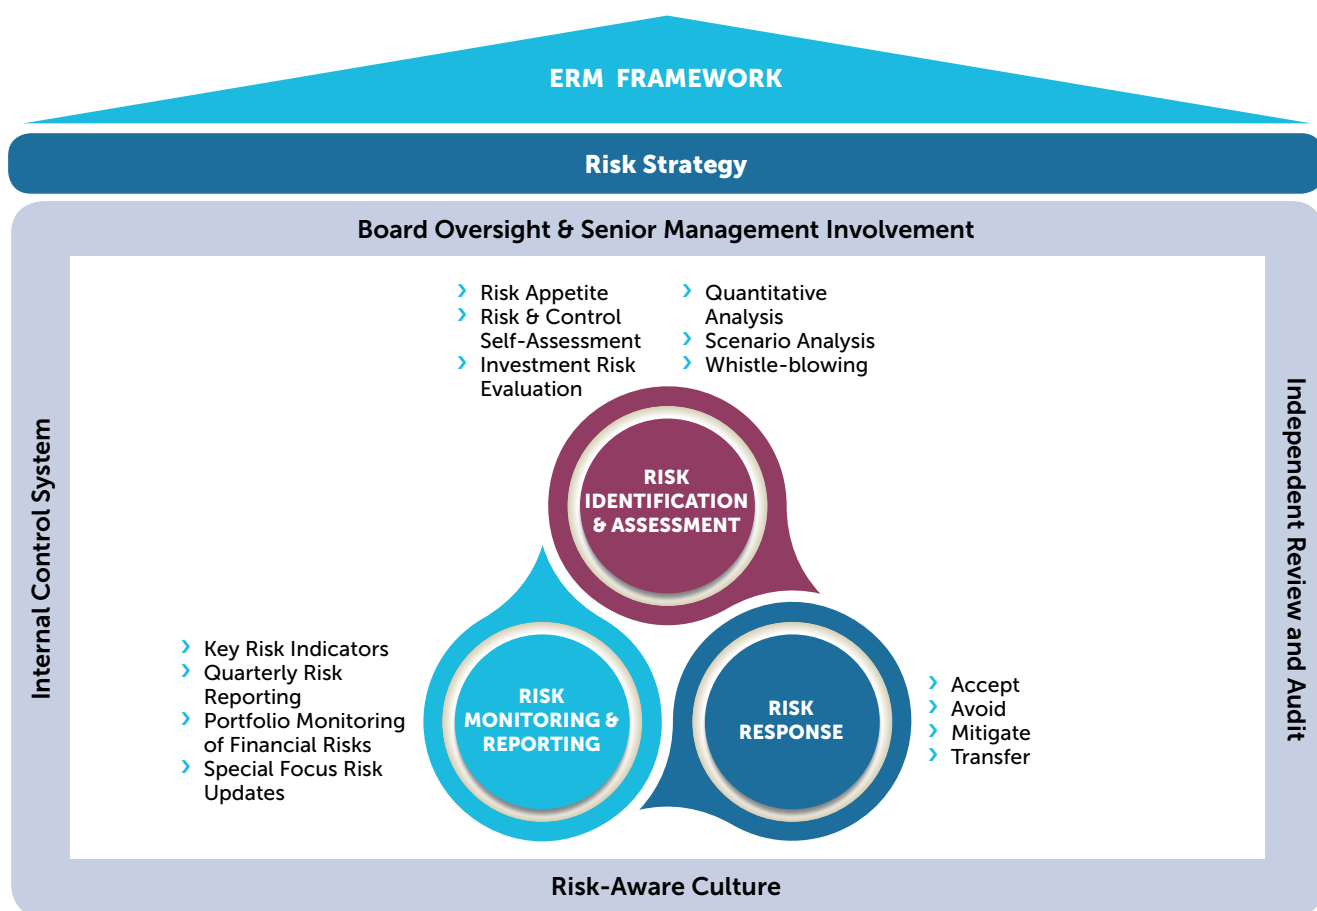 ERM FRAMEWORK
Risk Strategy
Board Oversight & Senior Management Involvement
Internal Control System
Independent Review and Audit
› Risk Appetite
› Risk & Control
Self-Assessment
› Investment Risk
Evaluation
› Quantitative
Analysis
› Scenario Analysis
› Whistle-blowing
RISK
IDENTIFICATION
& ASSESSMENT
› Key Risk Indicators
› Quarterly Risk
Reporting
› Portfolio Monitoring
of Financial Risks
› Special Focus Risk
Updates
RISK
MONITORING &
REPORTING
RISK
RESPONSE
› Accept
› Avoid
› Mitigate
› Transfer
Risk-Aware Culture